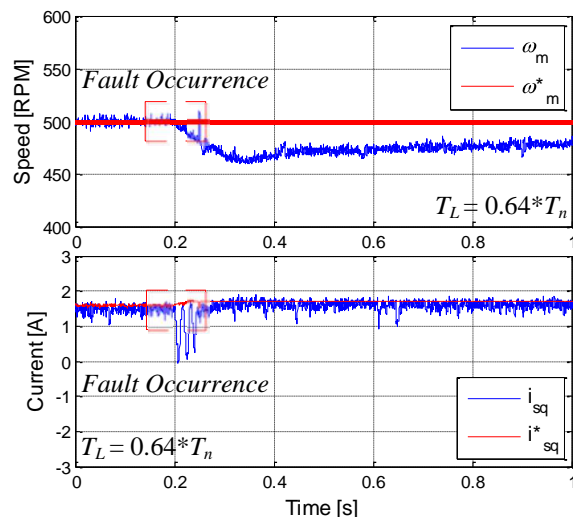 600
550
500
450
400
Speed [RPM]
Fault Occurrence
ω_m
ω*_m
T_L = 0.64*T_n
0 0.2 0.4 0.6 0.8 1
3
2
1
0
-1
-2
-3
Current [A]
Fault Occurrence
T_L = 0.64*T_n
i_sq
i*_sq
0 0.2 0.4 0.6 0.8 1
Time [s]